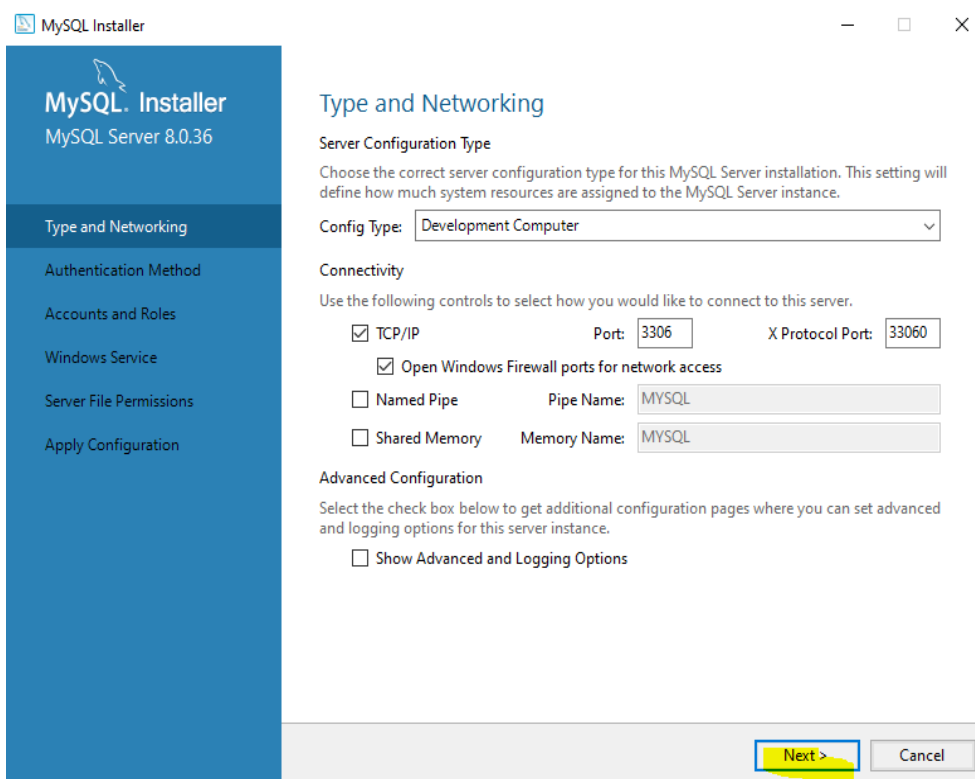 MySQL Installer
MySQL. Installer
MySQL Server 8.0.36
Type and Networking
Authentication Method
Accounts and Roles
Windows Service
Server File Permissions
Apply Configuration
Type and Networking
Server Configuration Type
Choose the correct server configuration type for this MySQL Server installation. This setting will
define how much system resources are assigned to the MySQL Server instance.
Config Type: Development Computer
Connectivity
Use the following controls to select how you would like to connect to this server.
TCP/IP Port: 3306 X Protocol Port: 33060
Open Windows Firewall ports for network access
Named Pipe Pipe Name: MYSQL
Shared Memory Memory Name: MYSQL
Advanced Configuration
Select the check box below to get additional configuration pages where you can set advanced
and logging options for this server instance.
Show Advanced and Logging Options
Next > Cancel